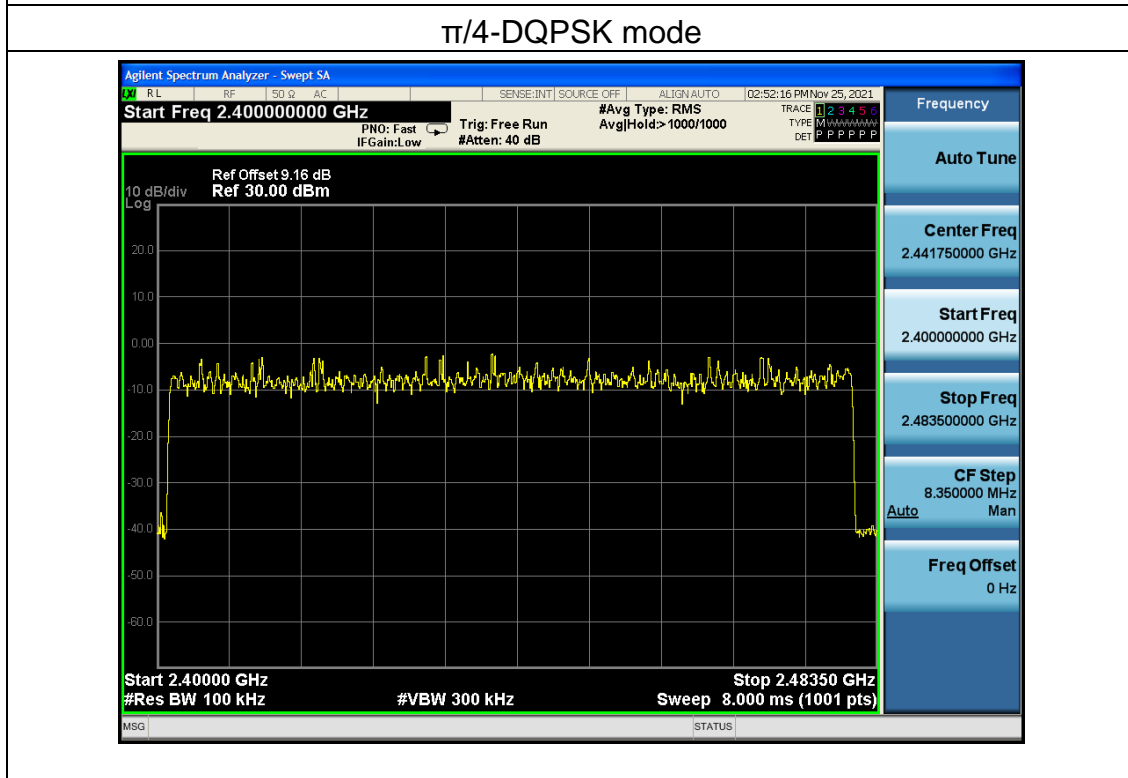 π/4-DQPSK mode
Agilent Spectrum Analyzer - Swept SA
LXI RL RF 50 Ω AC SENSE:INT SOURCE OFF ALIGN AUTO 02:52:16 PM Nov 25, 2021
Start Freq 2.400000000 GHz
PNO: Fast
IFGain:Low
Trig: Free Run
#Atten: 40 dB
#Avg Type: RMS
Avg|Hold:>1000/1000
TRACE 1 2 3 4 5 6
TYPE MWWWWW
DET P P P P P P
Ref Offset 9.16 dB
10 dB/div Ref 30.00 dBm
Log
20.0
10.0
0.00
-10.0
-20.0
-30.0
-40.0
-50.0
-60.0
Start 2.40000 GHz
Stop 2.48350 GHz
#Res BW 100 kHz
#VBW 300 kHz
Sweep 8.000 ms (1001 pts)
MSG
STATUS
Frequency
Auto Tune
Center Freq
2.441750000 GHz
Start Freq
2.400000000 GHz
Stop Freq
2.483500000 GHz
CF Step
8.350000 MHz
Auto Man
Freq Offset
0 Hz